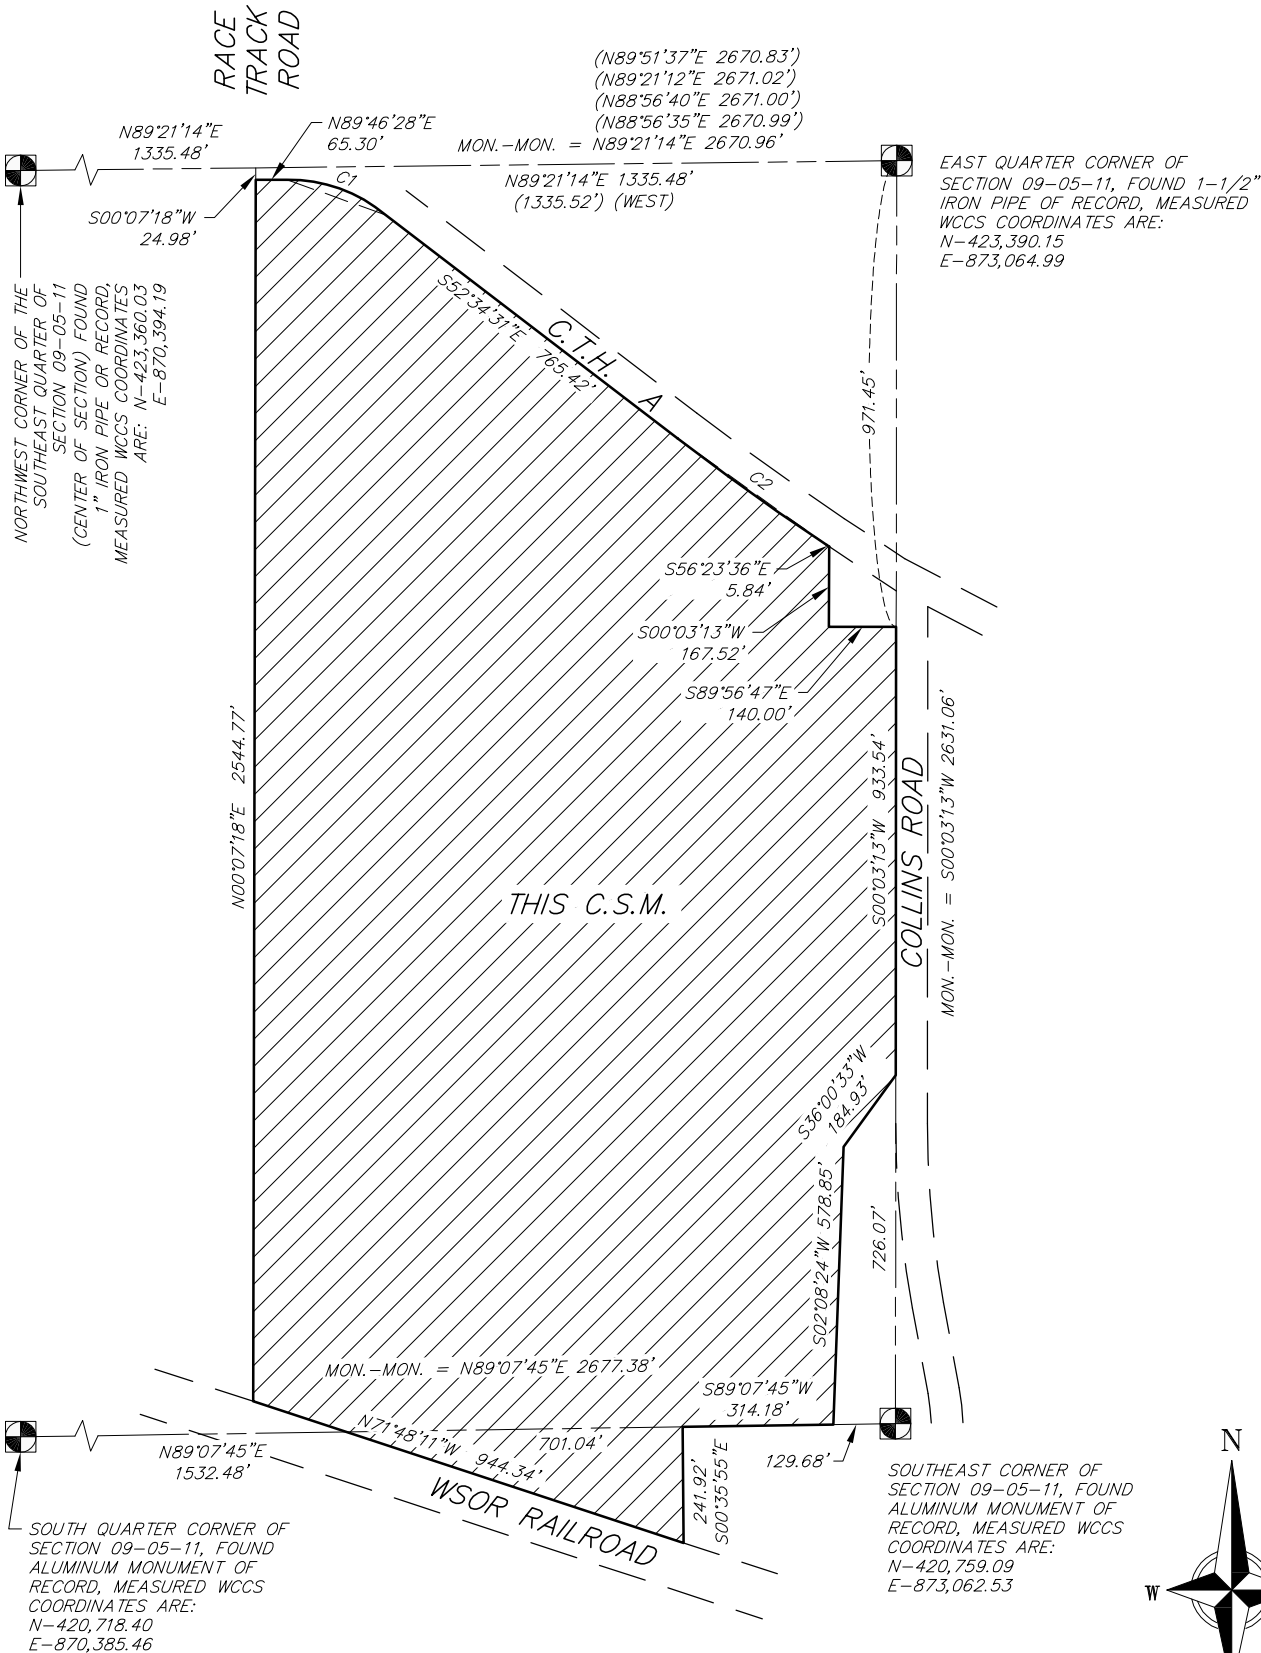 RACE
TRACK
ROAD
(N89°51'37"E 2670.83')
(N89°21'12"E 2671.02')
(N88°56'40"E 2671.00')
(N88°56'35"E 2670.99')
MON.-MON. = N89°21'14"E 2670.96'
N89°21'14"E
1335.48'
N89°46'28"E
65.30'
N89°21'14"E 1335.48'
(1335.52') (WEST)
C1
S00°07'18"W
24.98'
EAST QUARTER CORNER OF
SECTION 09-05-11, FOUND 1-1/2"
IRON PIPE OF RECORD, MEASURED
WCCS COORDINATES ARE:
N-423,390.15
E-873,064.99
NORTHWEST CORNER OF THE
SOUTHEAST QUARTER OF
SECTION 09-05-11
(CENTER OF SECTION) FOUND
1" IRON PIPE OR RECORD,
MEASURED WCCS COORDINATES
ARE: N-423,360.03
E-870,394.19
S52°34'31"E 765.42'
C.T.H. A
971.45'
C2
S56°23'36"E
5.84'
S00°03'13"W
167.52'
S89°56'47"E
140.00'
N00°07'18"E 2544.77'
S00°03'13"W 933.54'
COLLINS ROAD
MON.-MON. = S00°03'13"W 2631.06'
THIS C.S.M.
S36°00'33"W
184.93'
S02°08'24"W 578.85'
726.07'
MON.-MON. = N89°07'45"E 2677.38'
S89°07'45"W
314.18'
N71°48'11"W 944.34'
701.04'
N89°07'45"E
1532.48'
241.92'
S00°35'55"E
129.68'
WSOR RAILROAD
SOUTHEAST CORNER OF
SECTION 09-05-11, FOUND
ALUMINUM MONUMENT OF
RECORD, MEASURED WCCS
COORDINATES ARE:
N-420,759.09
E-873,062.53
SOUTH QUARTER CORNER OF
SECTION 09-05-11, FOUND
ALUMINUM MONUMENT OF
RECORD, MEASURED WCCS
COORDINATES ARE:
N-420,718.40
E-870,385.46
N
W